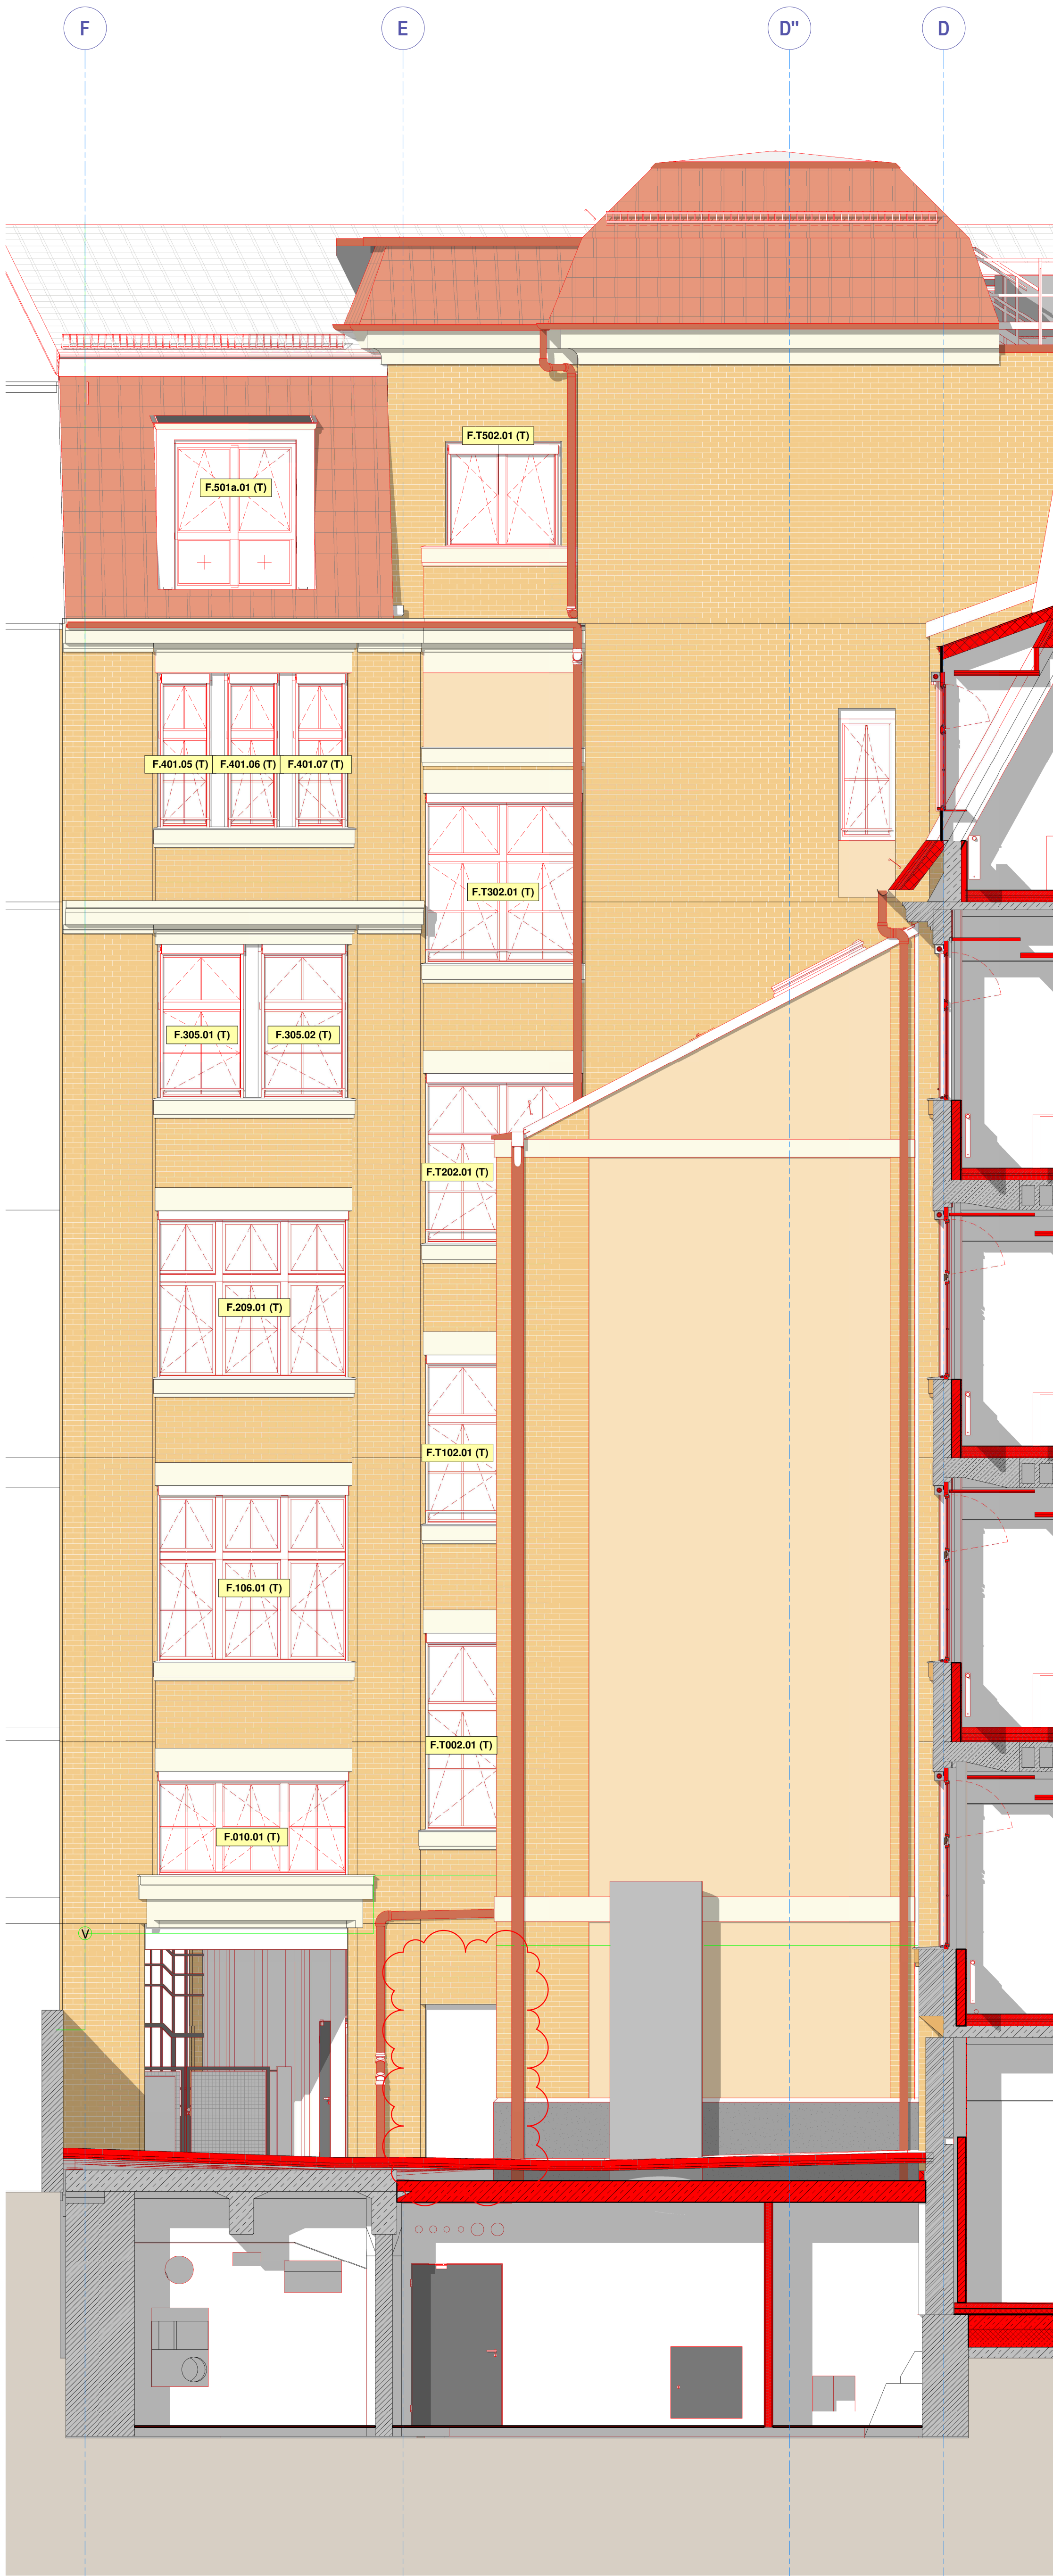 F E D" D
F.T502.01 (T)
F.501a.01 (T)
F.401.05 (T) F.401.06 (T) F.401.07 (T)
F.T302.01 (T)
F.305.01 (T) F.305.02 (T)
F.T202.01 (T)
F.209.01 (T)
F.T102.01 (T)
F.106.01 (T)
F.T002.01 (T)
F.010.01 (T)
V